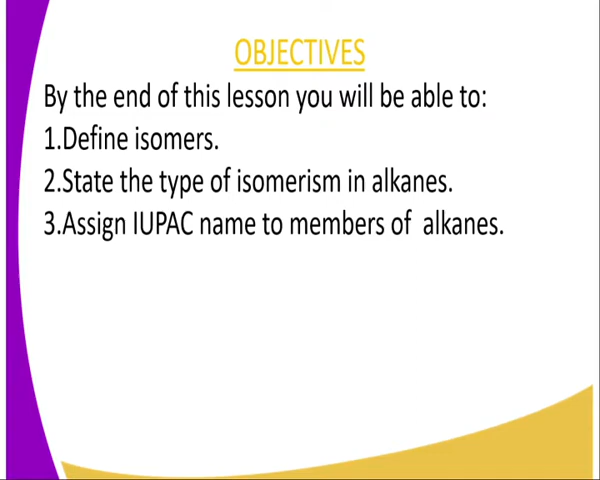 OBJECTIVES
By the end of this lesson you will be able to:
1.Define isomers.
2.State the type of isomerism in alkanes.
3.Assign IUPAC name to members of  alkanes.